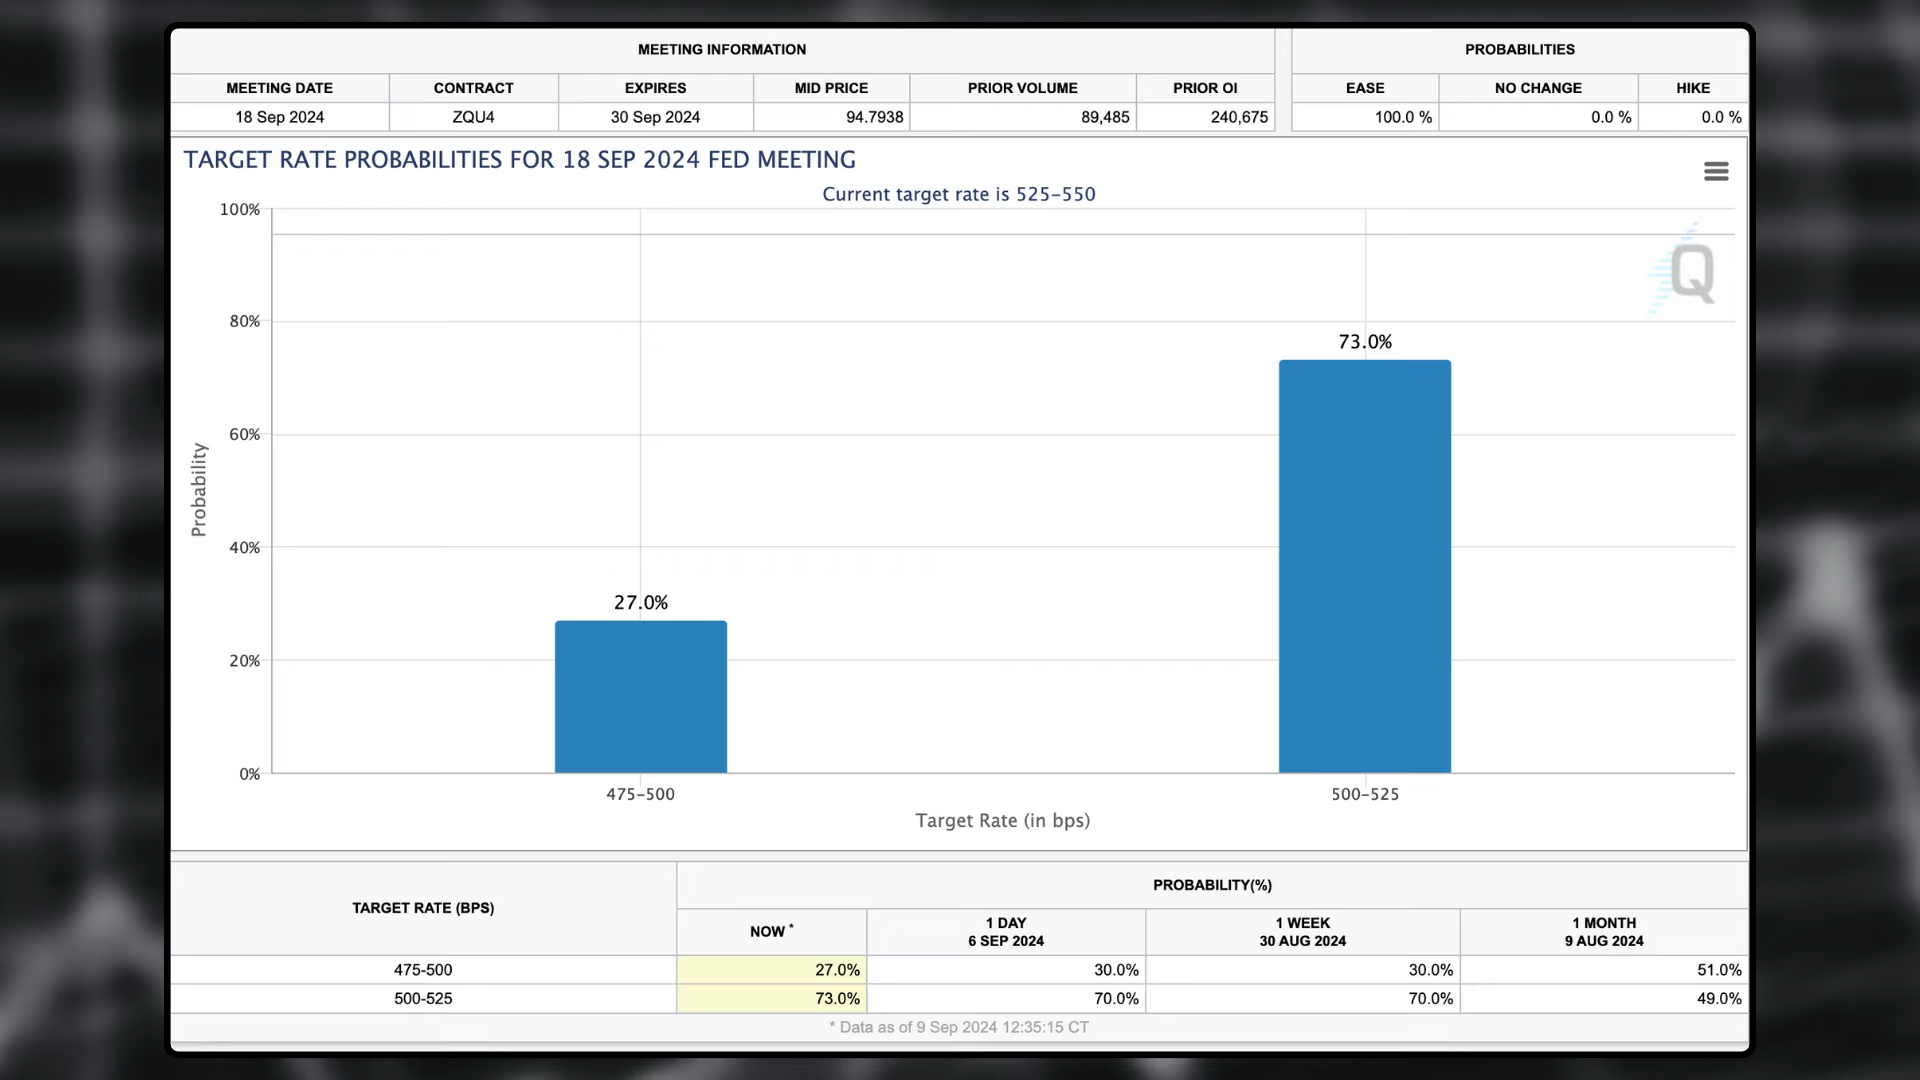 MEETING INFORMATION
PROBABILITIES
MEETING DATE CONTRACT EXPIRES MID PRICE PRIOR VOLUME PRIOR OI EASE NO CHANGE HIKE
18 Sep 2024 ZQU4 30 Sep 2024 94.7938 89,485 240,675 100.0 % 0.0 % 0.0 %
TARGET RATE PROBABILITIES FOR 18 SEP 2024 FED MEETING
Current target rate is 525–550
100%
80%
60%
40%
20%
0%
Probability
Q
27.0%
73.0%
475–500
500–525
Target Rate (in bps)
TARGET RATE (BPS)
PROBABILITY(%)
NOW *
1 DAY
6 SEP 2024
1 WEEK
30 AUG 2024
1 MONTH
9 AUG 2024
475-500 27.0% 30.0% 30.0% 51.0%
500-525 73.0% 70.0% 70.0% 49.0%
* Data as of 9 Sep 2024 12:35:15 CT